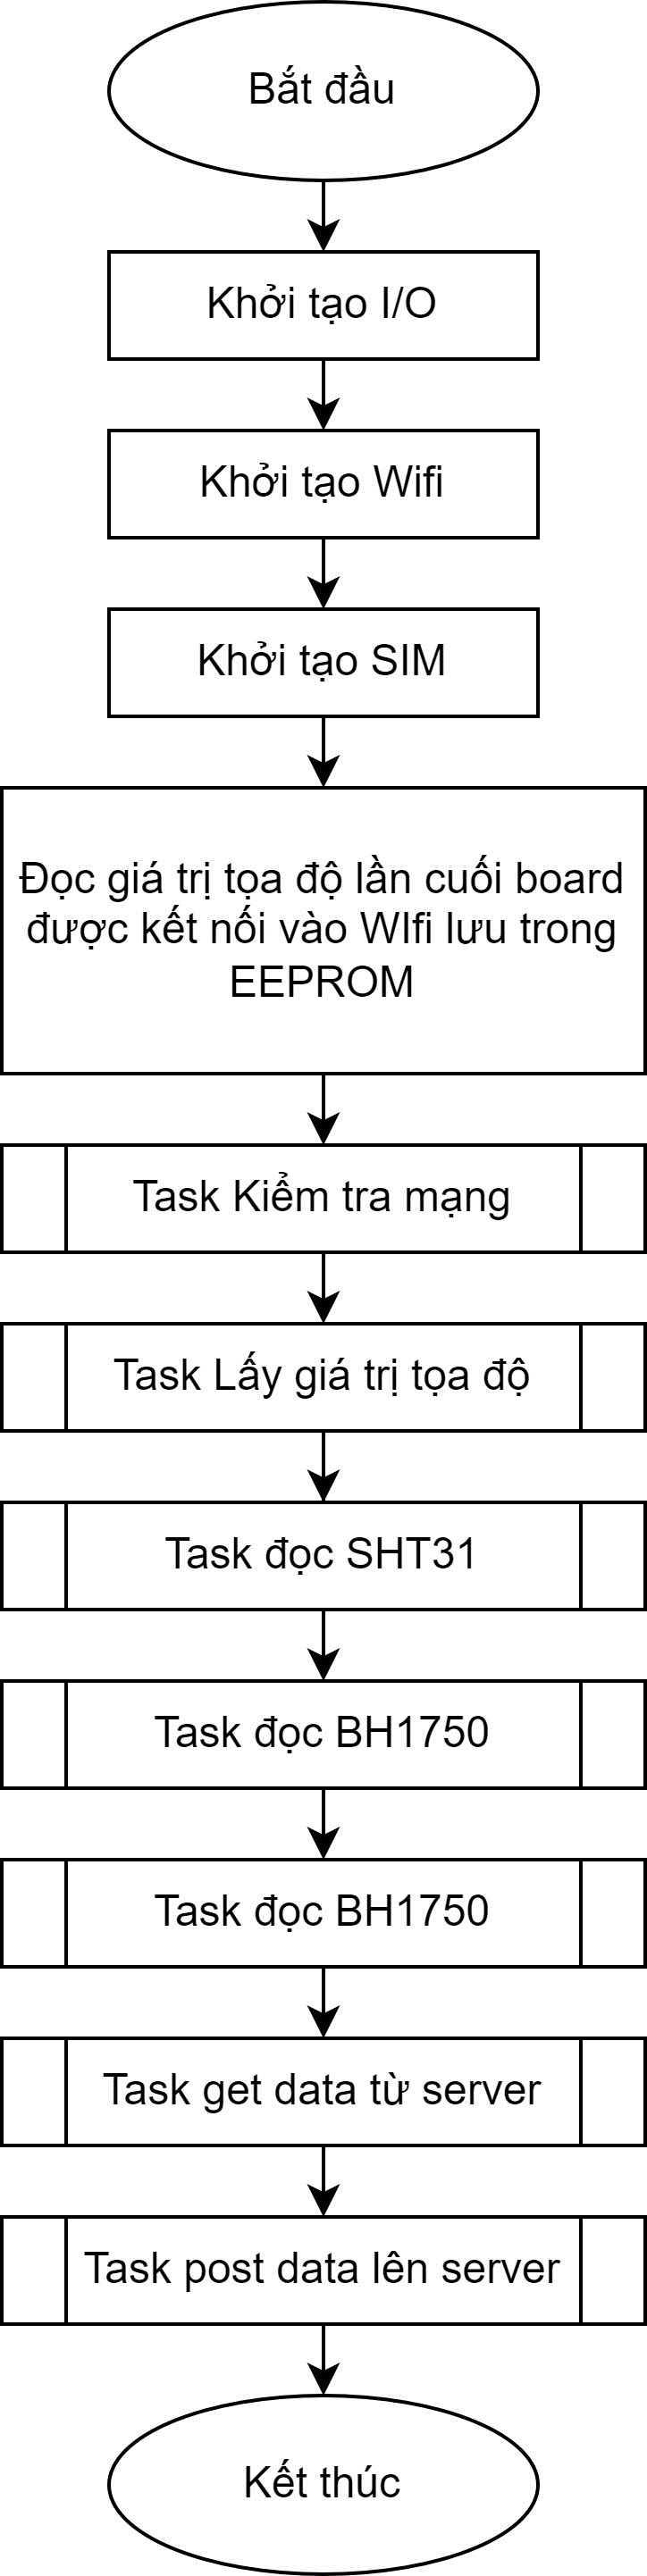 Bắt đầu
Khởi tạo I/O
Khởi tạo Wifi
Khởi tạo SIM
Đọc giá trị tọa độ lần cuối board
được kết nối vào WIfi lưu trong
EEPROM
Task Kiểm tra mạng
Task Lấy giá trị tọa độ
Task đọc SHT31
Task đọc BH1750
Task đọc BH1750
Task get data từ server
Task post data lên server
Kết thúc